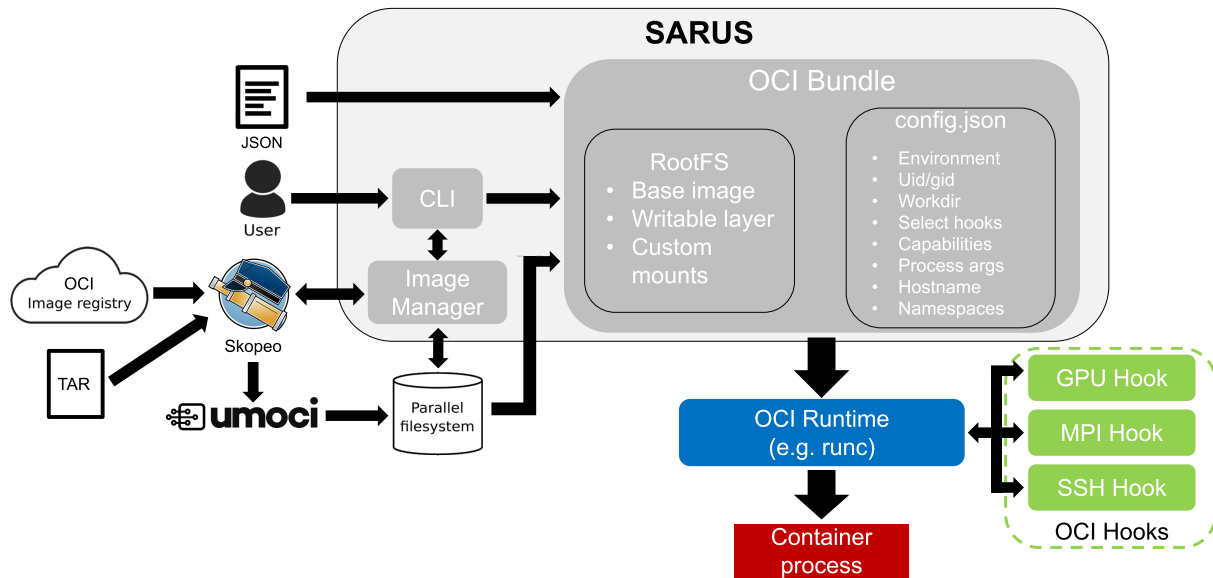 SARUS
OCI Bundle
JSON
config.json
• Environment
• Uid/gid
• Workdir
• Select hooks
• Capabilities
• Process args
• Hostname
• Namespaces
RootFS
• Base image
• Writable layer
• Custom
mounts
User
CLI
OCI
Image registry
Skopeo
Image
Manager
TAR
umoci
Parallel
filesystem
OCI Runtime
(e.g. runc)
GPU Hook
MPI Hook
SSH Hook
OCI Hooks
Container
process